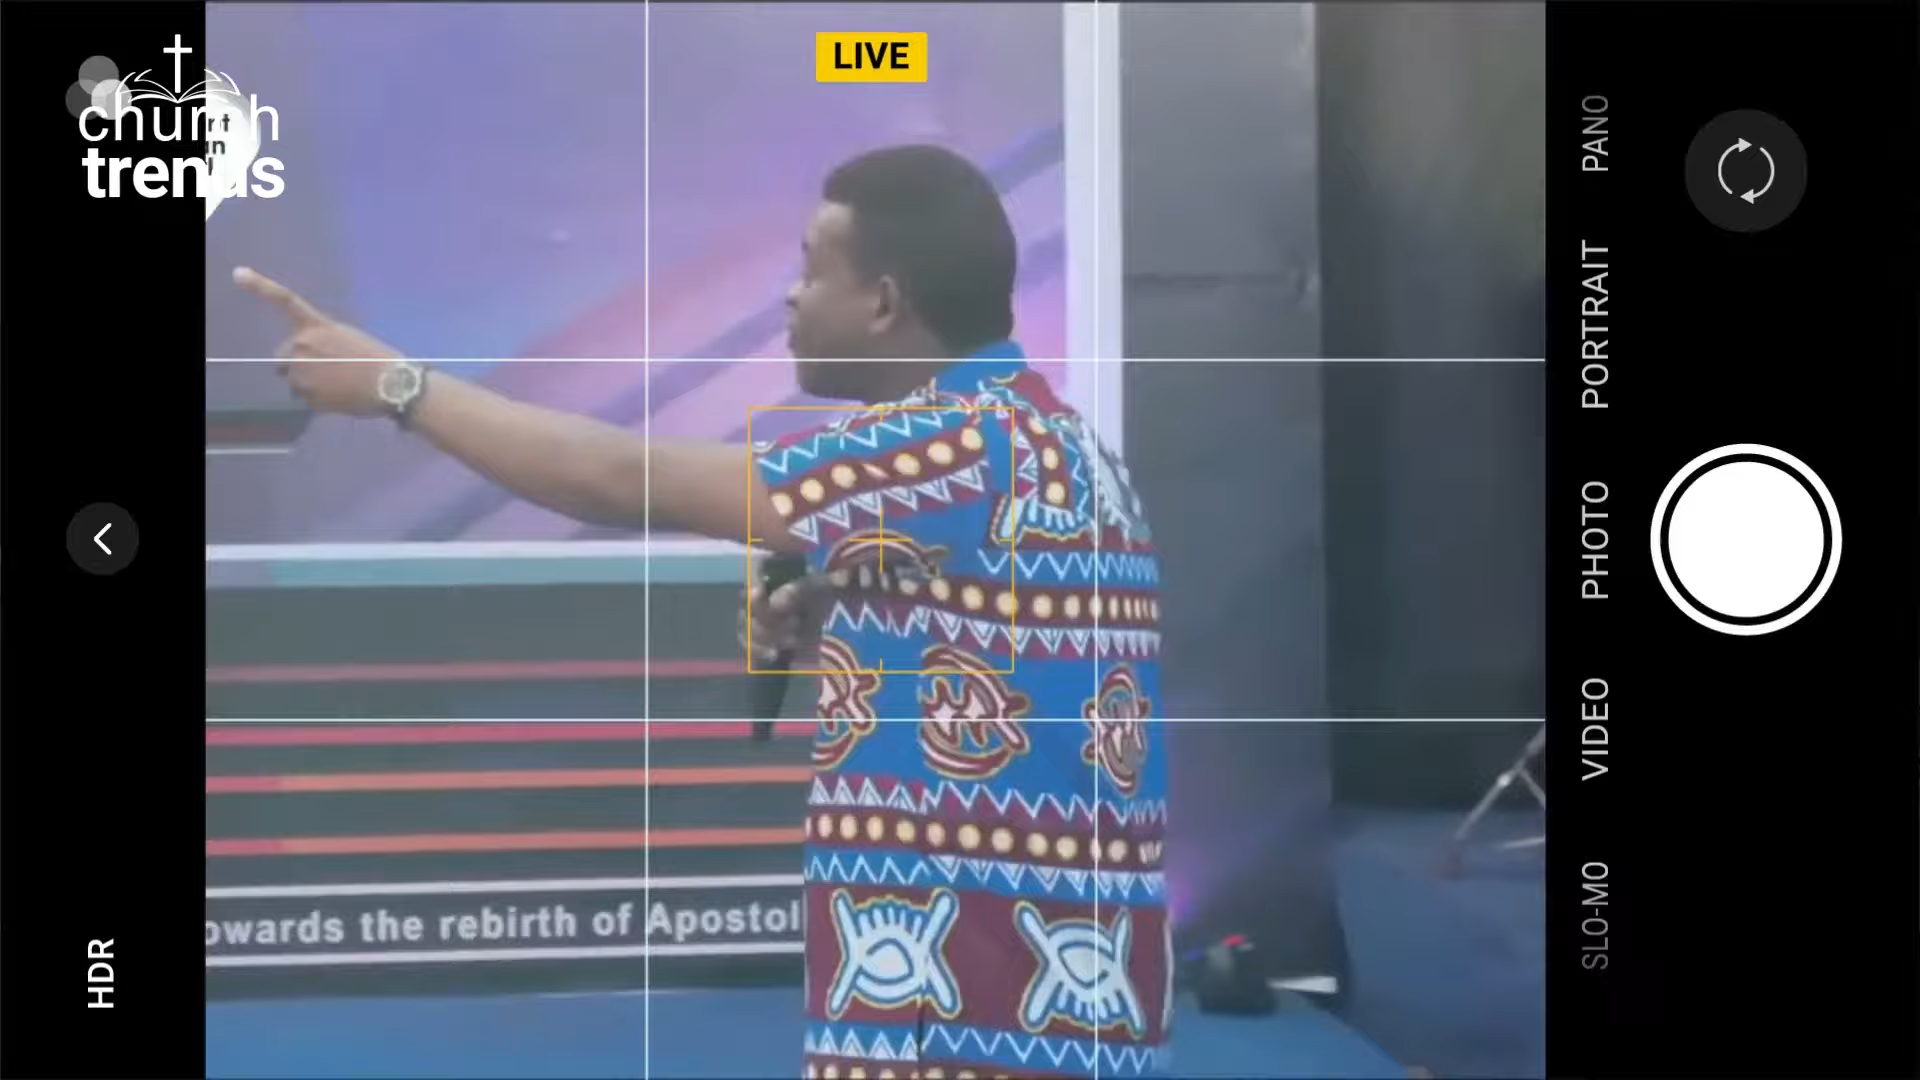 LIVE
church
trends
PANO
PORTRAIT
PHOTO
VIDEO
SLO-MO
HDR
owards the rebirth of Apostol